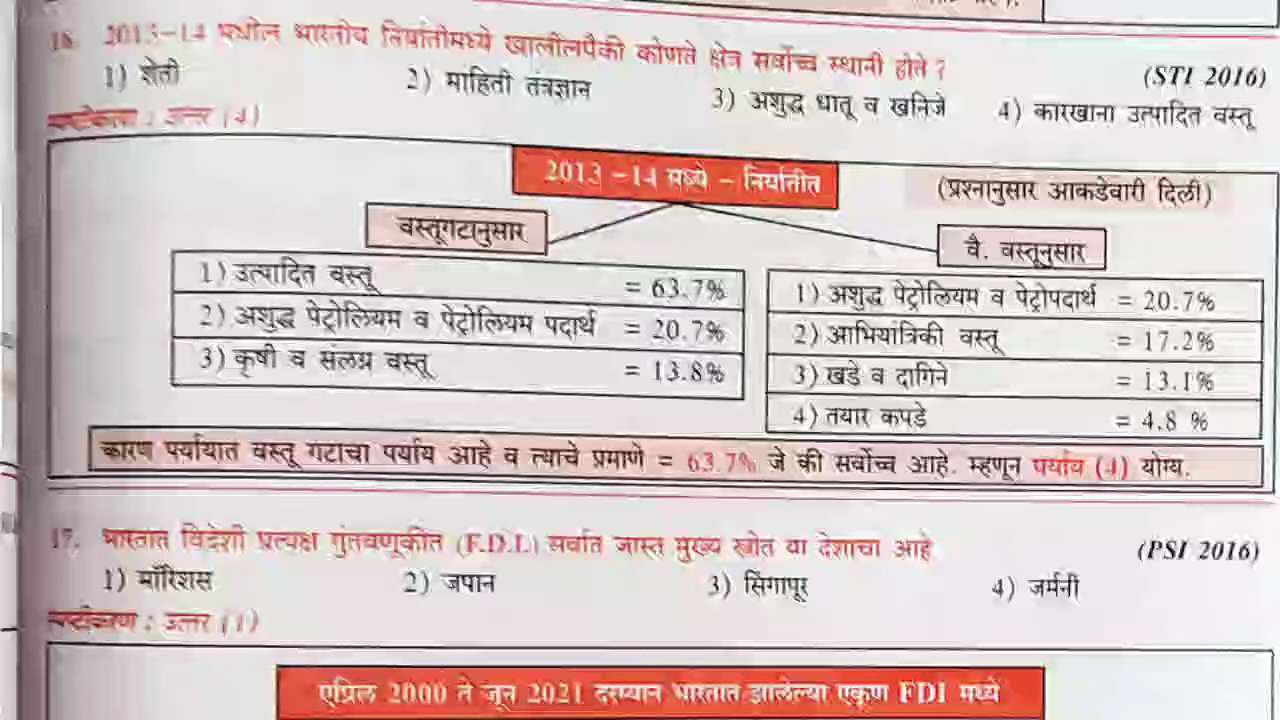 16. 2013-14 मधील भारतीय निर्यातीमध्ये खालीलपैकी कोणते क्षेत्र सर्वोच्च स्थानी होते ?
(STI 2016)
1) शेती 2) माहिती तंत्रज्ञान 3) अशुद्ध धातू व खनिजे 4) कारखाना उत्पादित वस्तू
स्पष्टीकरण : उत्तर (4)
2013 -14 मध्ये - निर्यातीत
(प्रश्नानुसार आकडेवारी दिली)
वस्तूगटानुसार
1) उत्पादित वस्तू = 63.7%
2) अशुद्ध पेट्रोलियम व पेट्रोलियम पदार्थ = 20.7%
3) कृषी व संलग्न वस्तू = 13.8%
वै. वस्तूनुसार
1) अशुद्ध पेट्रोलियम व पेट्रोपदार्थ = 20.7%
2) आभियांत्रिकी वस्तू = 17.2%
3) खडे व दागिने = 13.1%
4) तयार कपडे = 4.8 %
कारण पर्यायात वस्तू गटाचा पर्याय आहे व त्याचे प्रमाणे = 63.7% जे की सर्वोच्च आहे. म्हणून पर्याय (4) योग्य.
17. भारतात विदेशी प्रत्यक्ष गुंतवणूकीत (F.D.I.) सर्वात जास्त मुख्य स्रोत या देशाचा आहे
(PSI 2016)
1) मॉरिशस 2) जपान 3) सिंगापूर 4) जर्मनी
स्पष्टीकरण : उत्तर (1)
एप्रिल 2000 ते जून 2021 दरम्यान भारतात झालेल्या एकूण FDI मध्ये